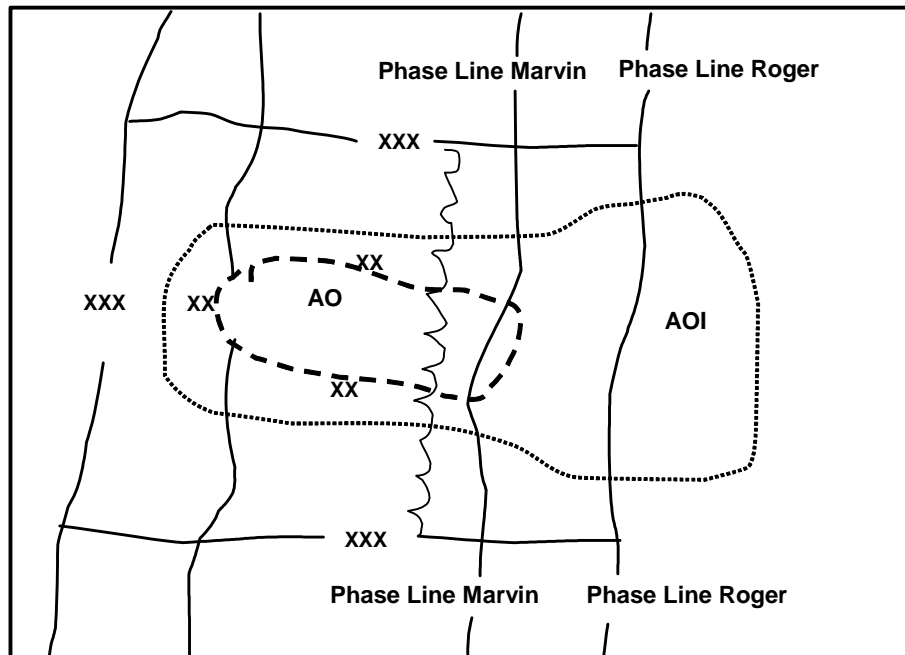 Phase Line Marvin Phase Line Roger
XXX
XX
AO
XXX
XX
AOI
XX
XXX
Phase Line Marvin Phase Line Roger